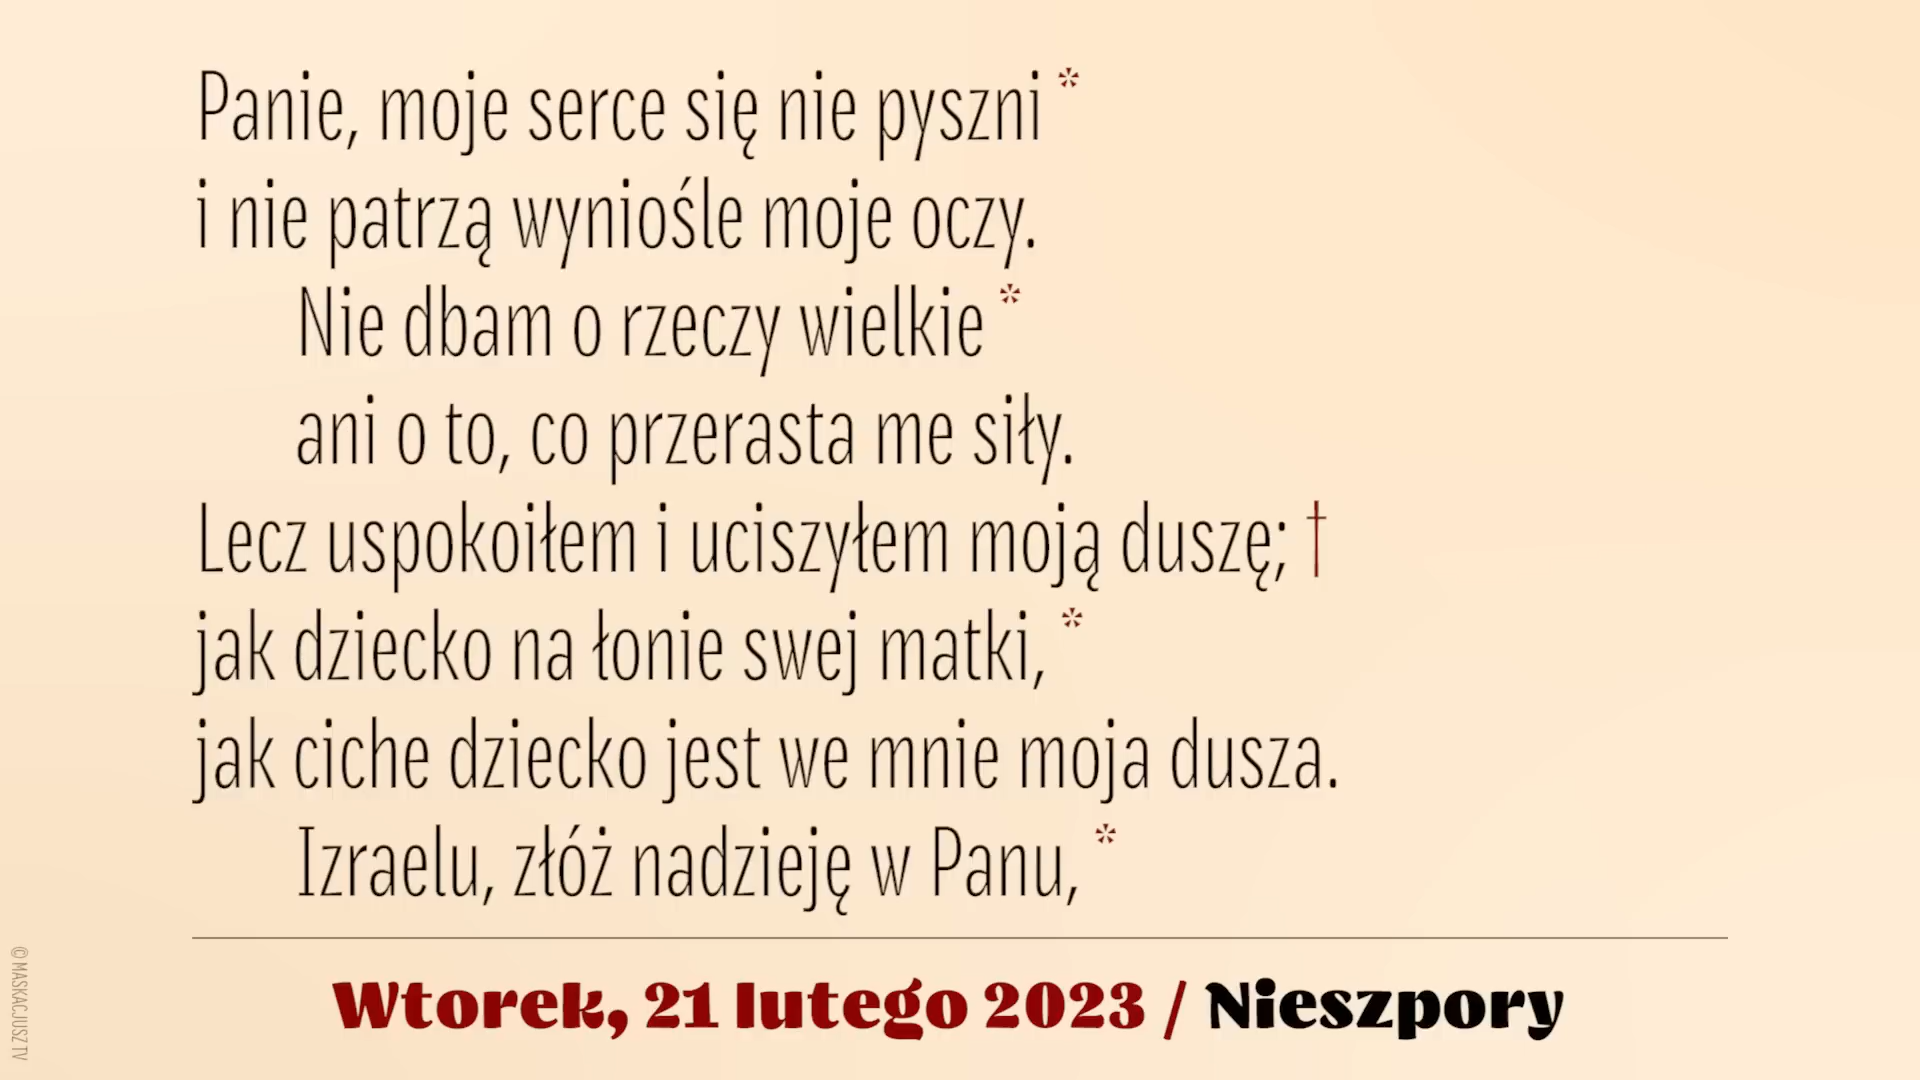 Panie, moje serce się nie pyszni *
i nie patrzą wyniośle moje oczy.
Nie dbam o rzeczy wielkie *
ani o to, co przerasta me siły.
Lecz uspokoiłem i uciszyłem moją duszę; †
jak dziecko na łonie swej matki, *
jak ciche dziecko jest we mnie moja dusza.
Izraelu, złóż nadzieję w Panu, *
Wtorek, 21 lutego 2023 / Nieszpory
© MASKACJUSZ TV